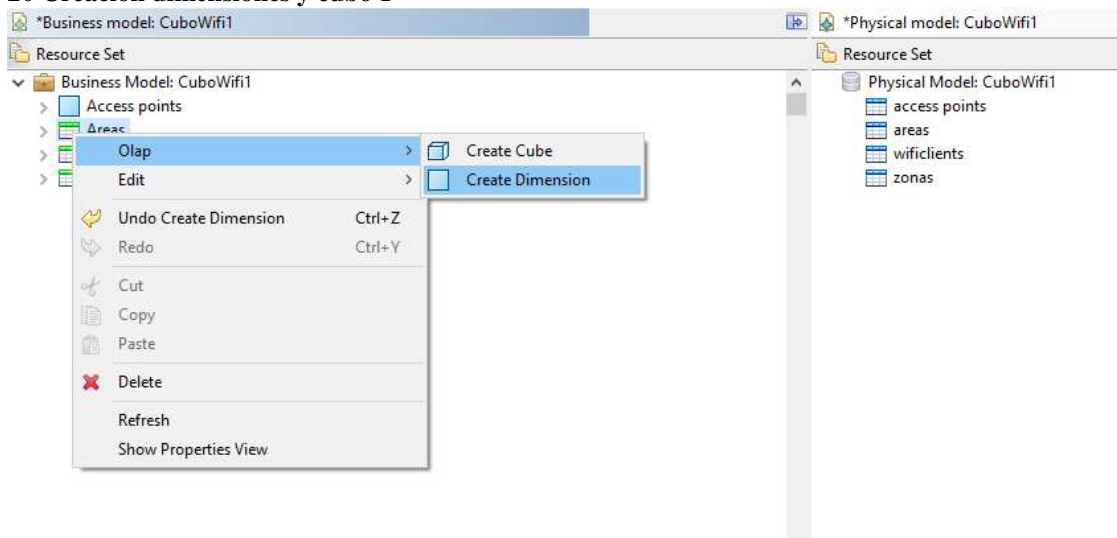 *Business model: CuboWifi1
Resource Set
Business Model: CuboWifi1
Access points
Areas
Olap
Edit
Undo Create Dimension Ctrl+Z
Redo Ctrl+Y
Cut
Copy
Paste
Delete
Refresh
Show Properties View
Create Cube
Create Dimension
*Physical model: CuboWifi1
Resource Set
Physical Model: CuboWifi1
access points
areas
wificlients
zonas